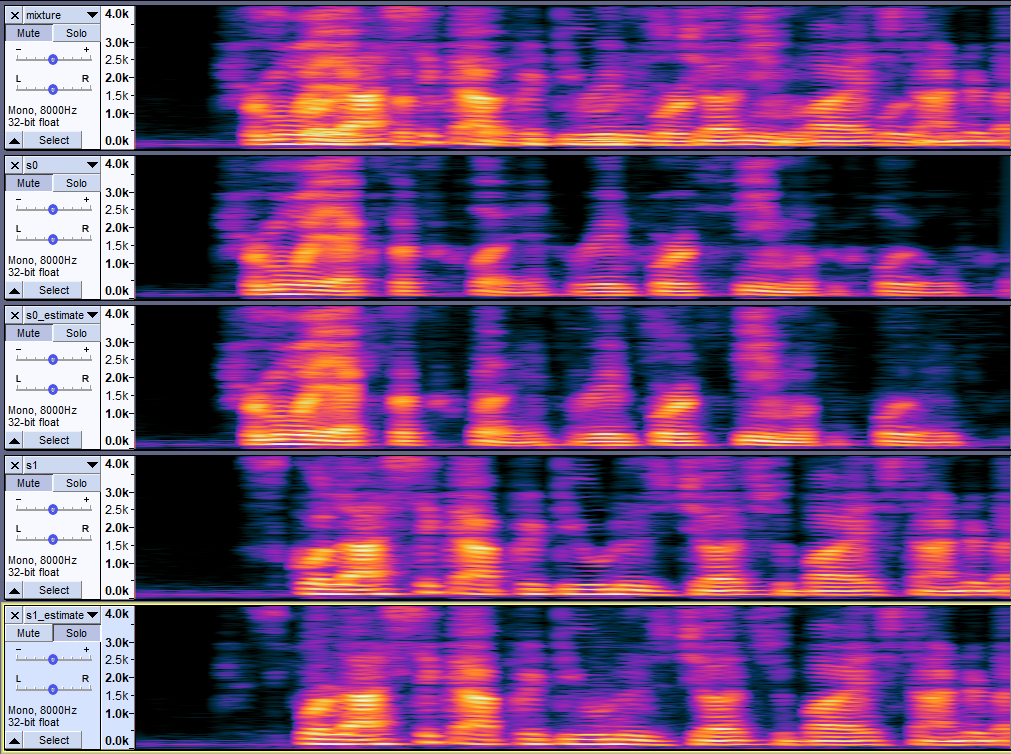 mixture
Mute Solo
- +
L R
Mono, 8000Hz
32-bit float
Select
4.0k
3.0k
2.5k
2.0k
1.5k
1.0k
0.0k
s0
Mute Solo
- +
L R
Mono, 8000Hz
32-bit float
Select
4.0k
3.0k
2.5k
2.0k
1.5k
1.0k
0.0k
s0_estimate
Mute Solo
- +
L R
Mono, 8000Hz
32-bit float
Select
4.0k
3.0k
2.5k
2.0k
1.5k
1.0k
0.0k
s1
Mute Solo
- +
L R
Mono, 8000Hz
32-bit float
Select
4.0k
3.0k
2.5k
2.0k
1.5k
1.0k
0.0k
s1_estimate
Mute Solo
- +
L R
Mono, 8000Hz
32-bit float
Select
4.0k
3.0k
2.5k
2.0k
1.5k
1.0k
0.0k